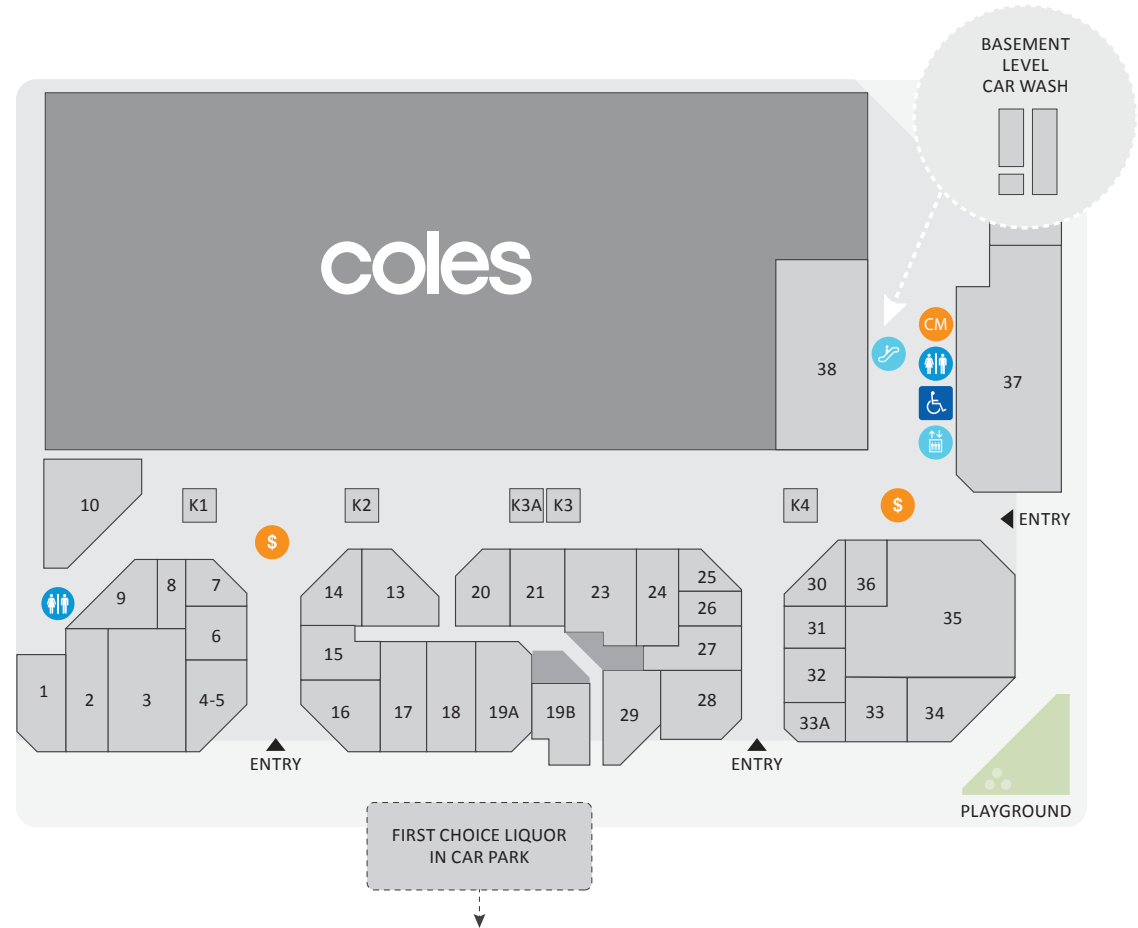 BASEMENT
LEVEL
CAR WASH
coles
38
CM
37
10
K1
K2
K3A
K3
K4
$
$
ENTRY
9
8
7
6
1
2
3
4-5
14
13
15
16
17
18
19A
19B
20
21
23
24
25
26
27
28
29
30
36
35
31
32
33A
33
34
ENTRY
ENTRY
PLAYGROUND
FIRST CHOICE LIQUOR
IN CAR PARK